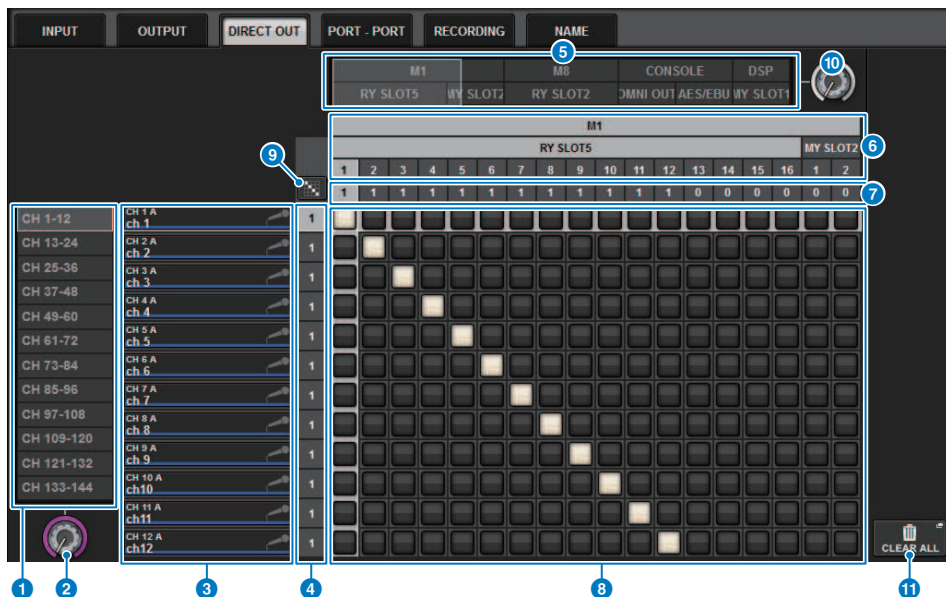 INPUT OUTPUT DIRECT OUT PORT - PORT RECORDING NAME
5
M1 M8 CONSOLE DSP
10
RY SLOT5 MY SLOT2 RY SLOT2 OMNI OUT AES/EBU MY SLOT1
M1
RY SLOT5 MY SLOT2
6
9
1 2 3 4 5 6 7 8 9 10 11 12 13 14 15 16 1 2
1 1 1 1 1 1 1 1 1 1 1 1 0 0 0 0 0 0
7
CH 1-12
CH 13-24
CH 25-36
CH 37-48
CH 49-60
CH 61-72
CH 73-84
CH 85-96
CH 97-108
CH 109-120
CH 121-132
CH 133-144
CH 1 A
ch 1
1
CH 2 A
ch 2
1
CH 3 A
ch 3
1
CH 4 A
ch 4
1
CH 5 A
ch 5
1
CH 6 A
ch 6
1
CH 7 A
ch 7
1
CH 8 A
ch 8
1
CH 9 A
ch 9
1
CH 10 A
ch10
1
CH 11 A
ch11
1
CH 12 A
ch12
1
CLEAR ALL
1 2 3 4 8 11